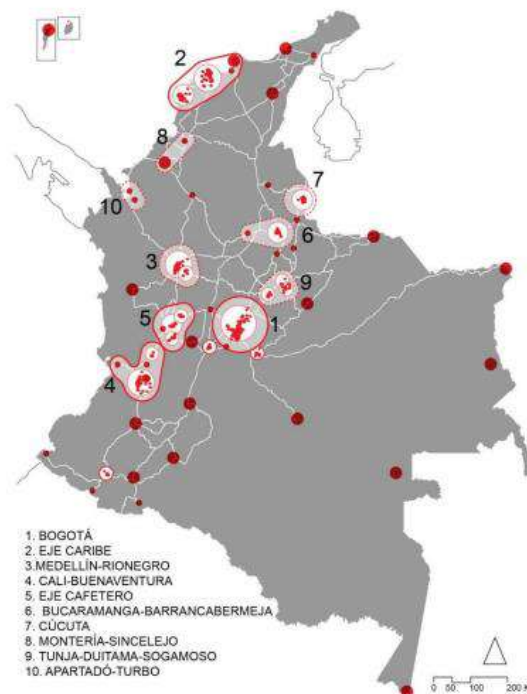 2
8
7
10
6
3
9
5
1
4
1. BOGOTÁ
2. EJE CARIBE
3.MEDELLÍN-RIONEGRO
4. CALI-BUENAVENTURA
5. EJE CAFETERO
6. BUCARAMANGA-BARRANCABERMEJA
7. CÚCUTA
8. MONTERÍA-SINCELEJO
9. TUNJA-DUITAMA-SOGAMOSO
10. APARTADÓ-TURBO
0 50 100 200